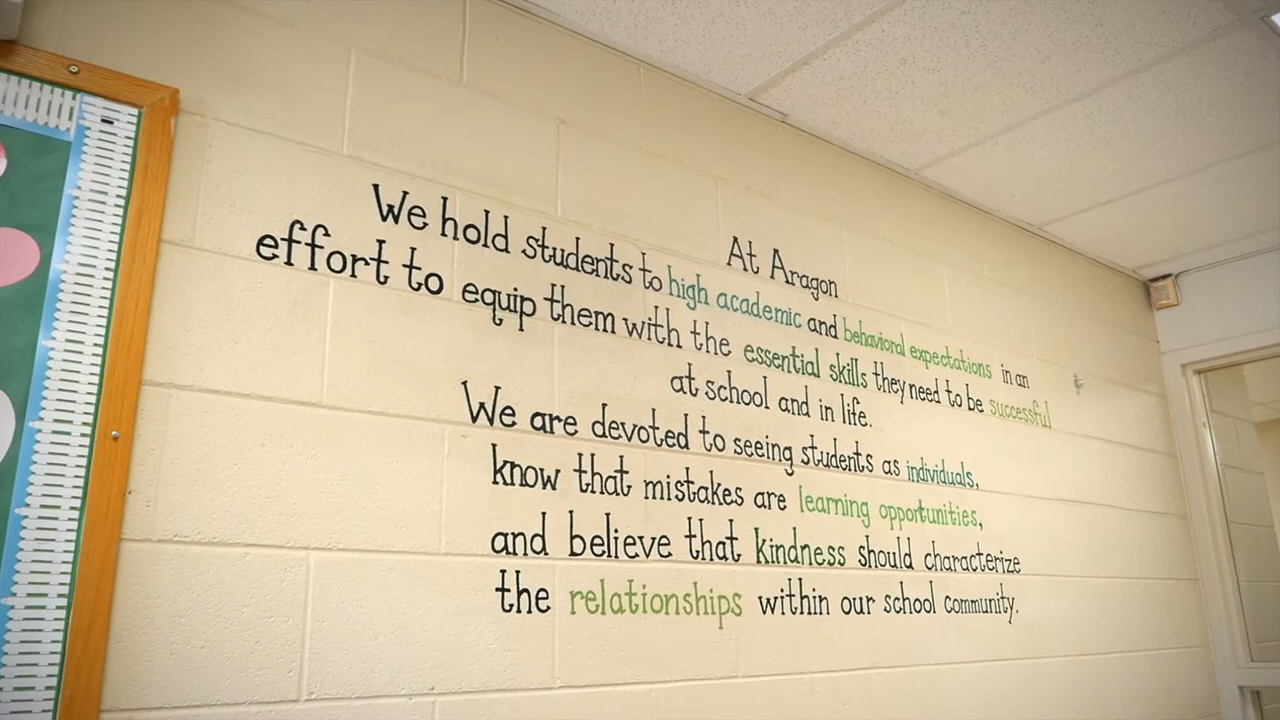 At Aragon
We hold students to high academic and behavioral expectations in an
effort to equip them with the essential skills they need to be successful
at school and in life.
We are devoted to seeing students as individuals,
know that mistakes are learning opportunities,
and believe that kindness should characterize
the relationships within our school community.